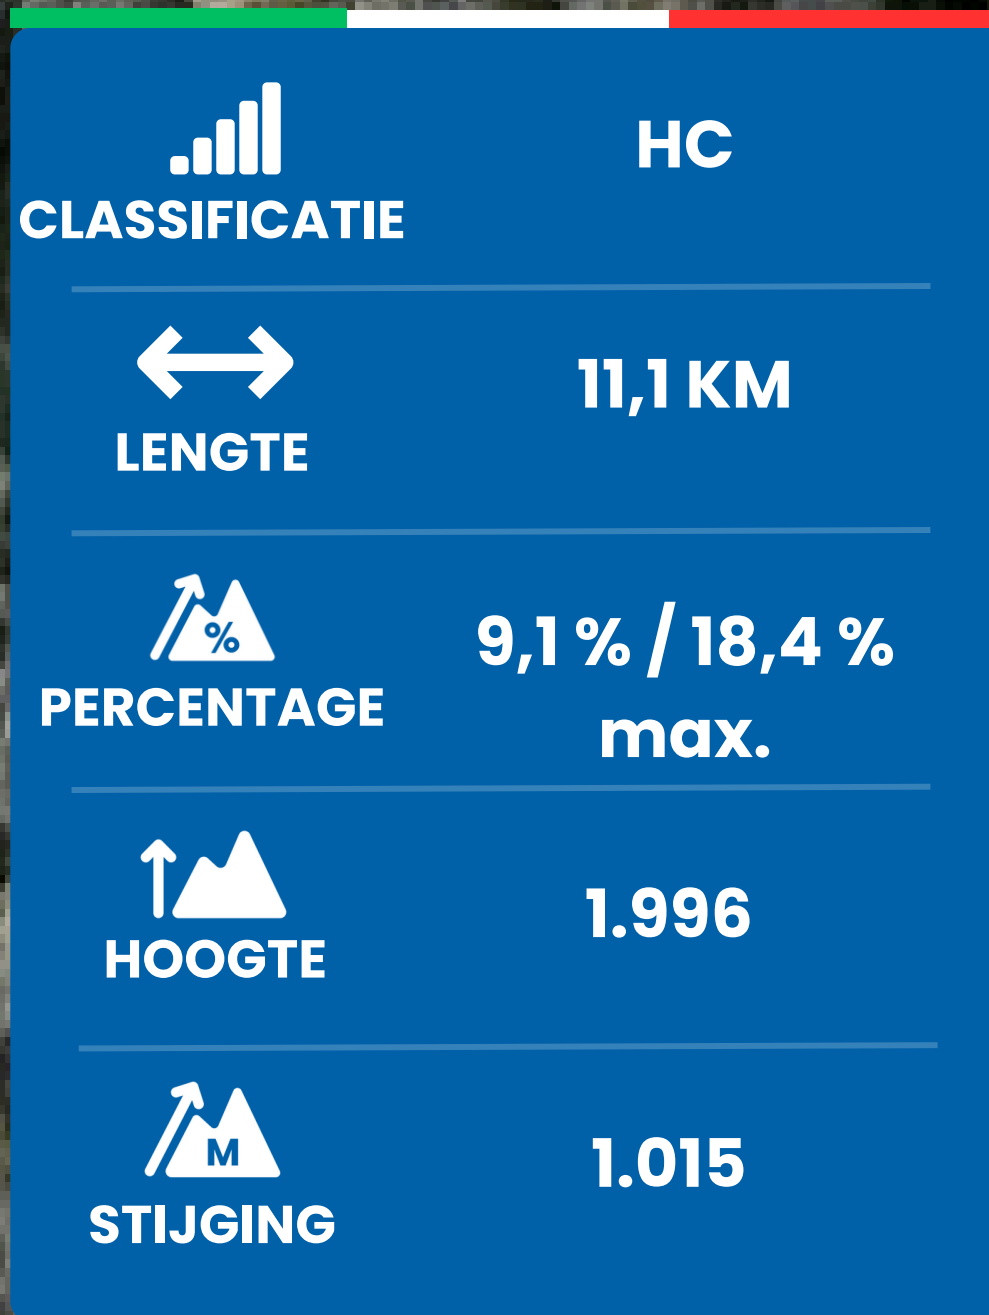 CLASSIFICATIE
HC
LENGTE
11,1 KM
%
PERCENTAGE
9,1 % / 18,4 %
max.
HOOGTE
1.996
M
STIJGING
1.015